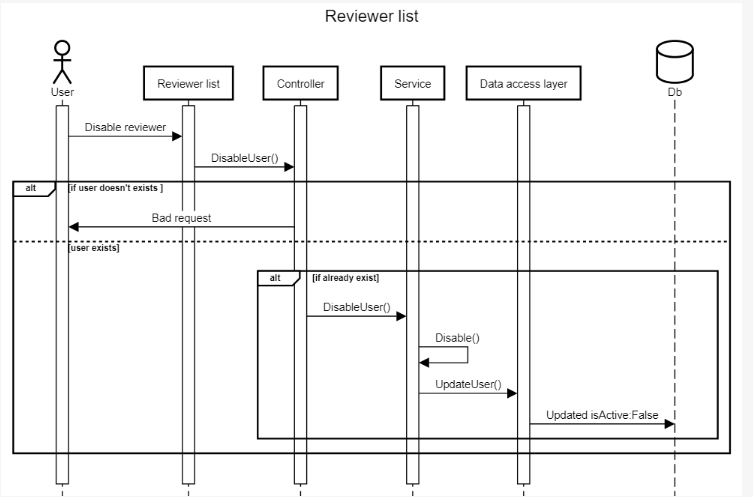 Reviewer list
User
Reviewer list
Controller
Service
Data access layer
Db
Disable reviewer
DisableUser()
alt
[if user doesn't exists ]
Bad request
[user exists]
alt
[if already exist]
DisableUser()
Disable()
UpdateUser()
Updated isActive:False